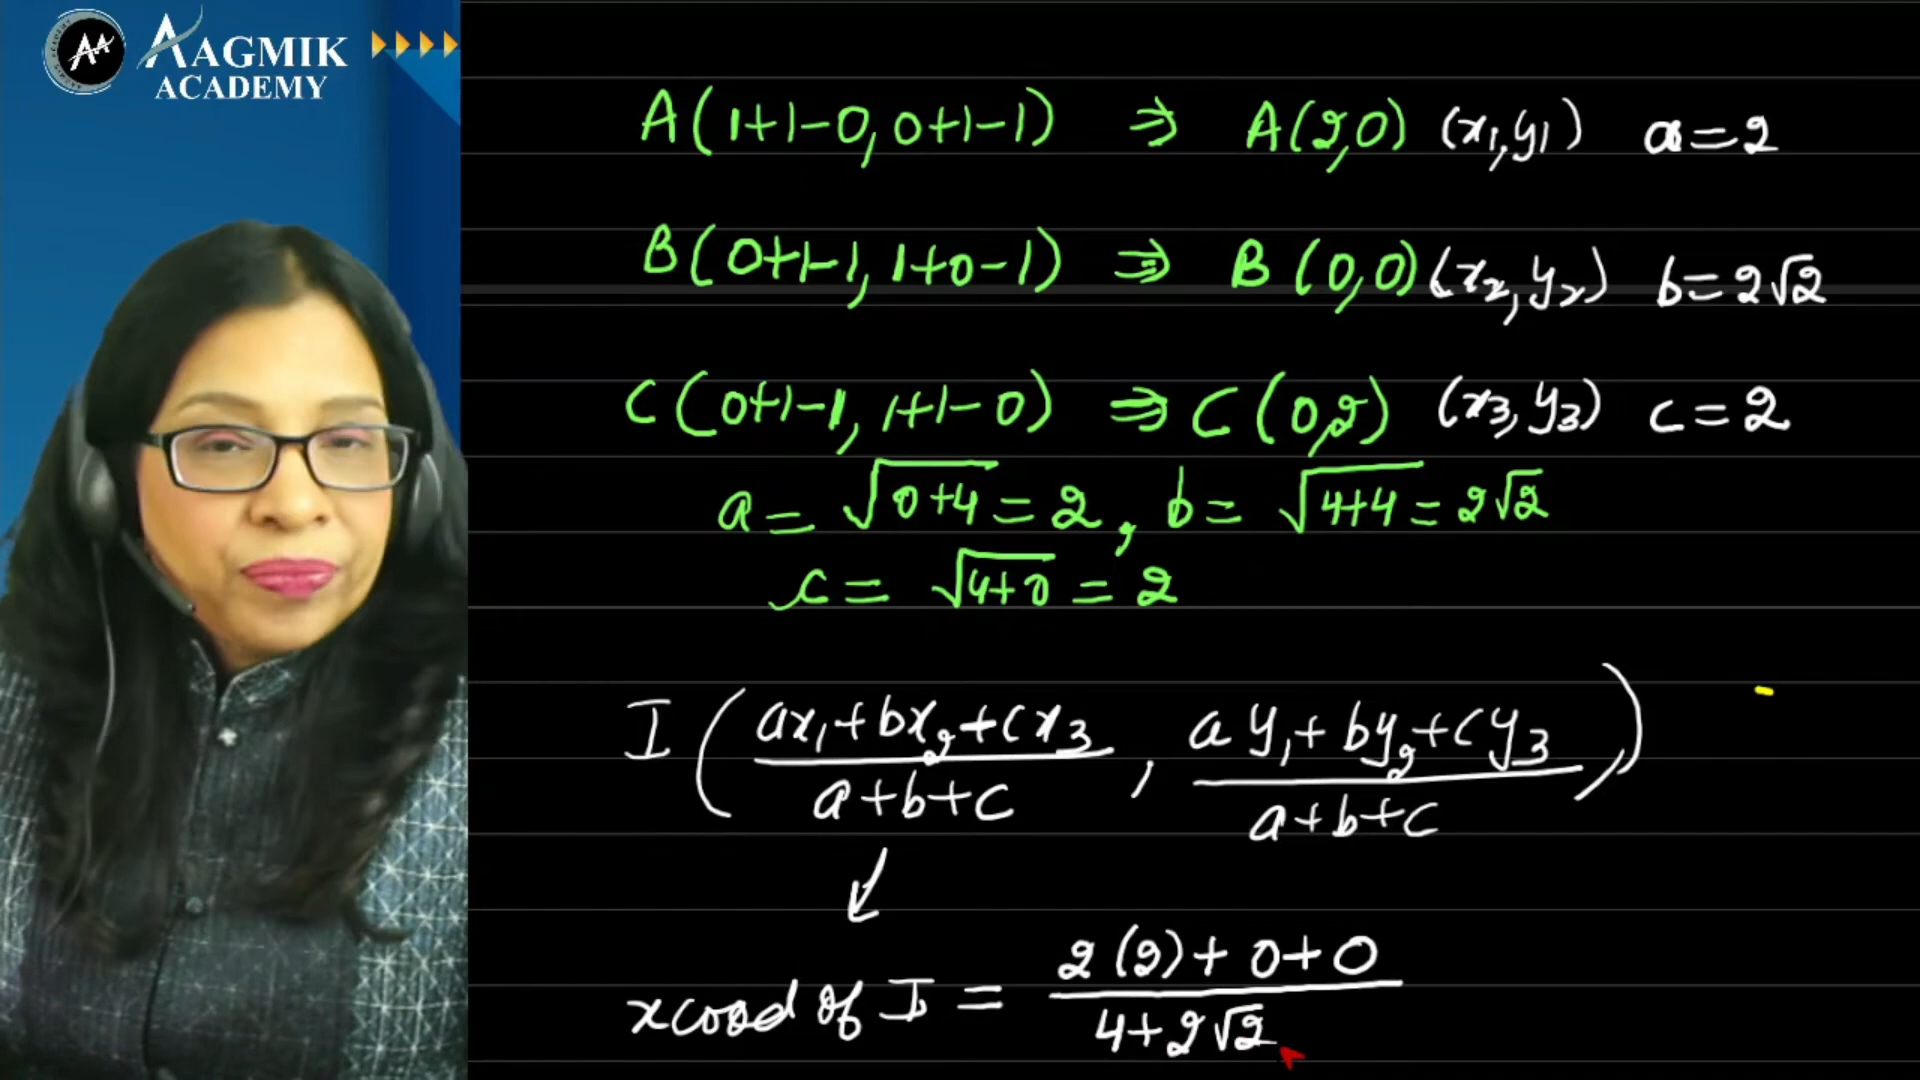 AAGMIK
ACADEMY
A(1+1-0, 0+1-1) ⇒ A(2,0) (x₁,y₁) a=2
B(0+1-1, 1+0-1) ⇒ B(0,0) (x₂,y₂) b=2√2
C(0+1-1, 1+1-0) ⇒ C(0,2) (x₃,y₃) c=2
a= √(0+4) = 2, b= √(4+4) = 2√2
c= √(4+0) = 2
I( (ax₁+bx₂+cx₃)/(a+b+c), (ay₁+by₂+cy₃)/(a+b+c) )
↙
xcood of I = (2(2)+0+0)/(4+2√2)